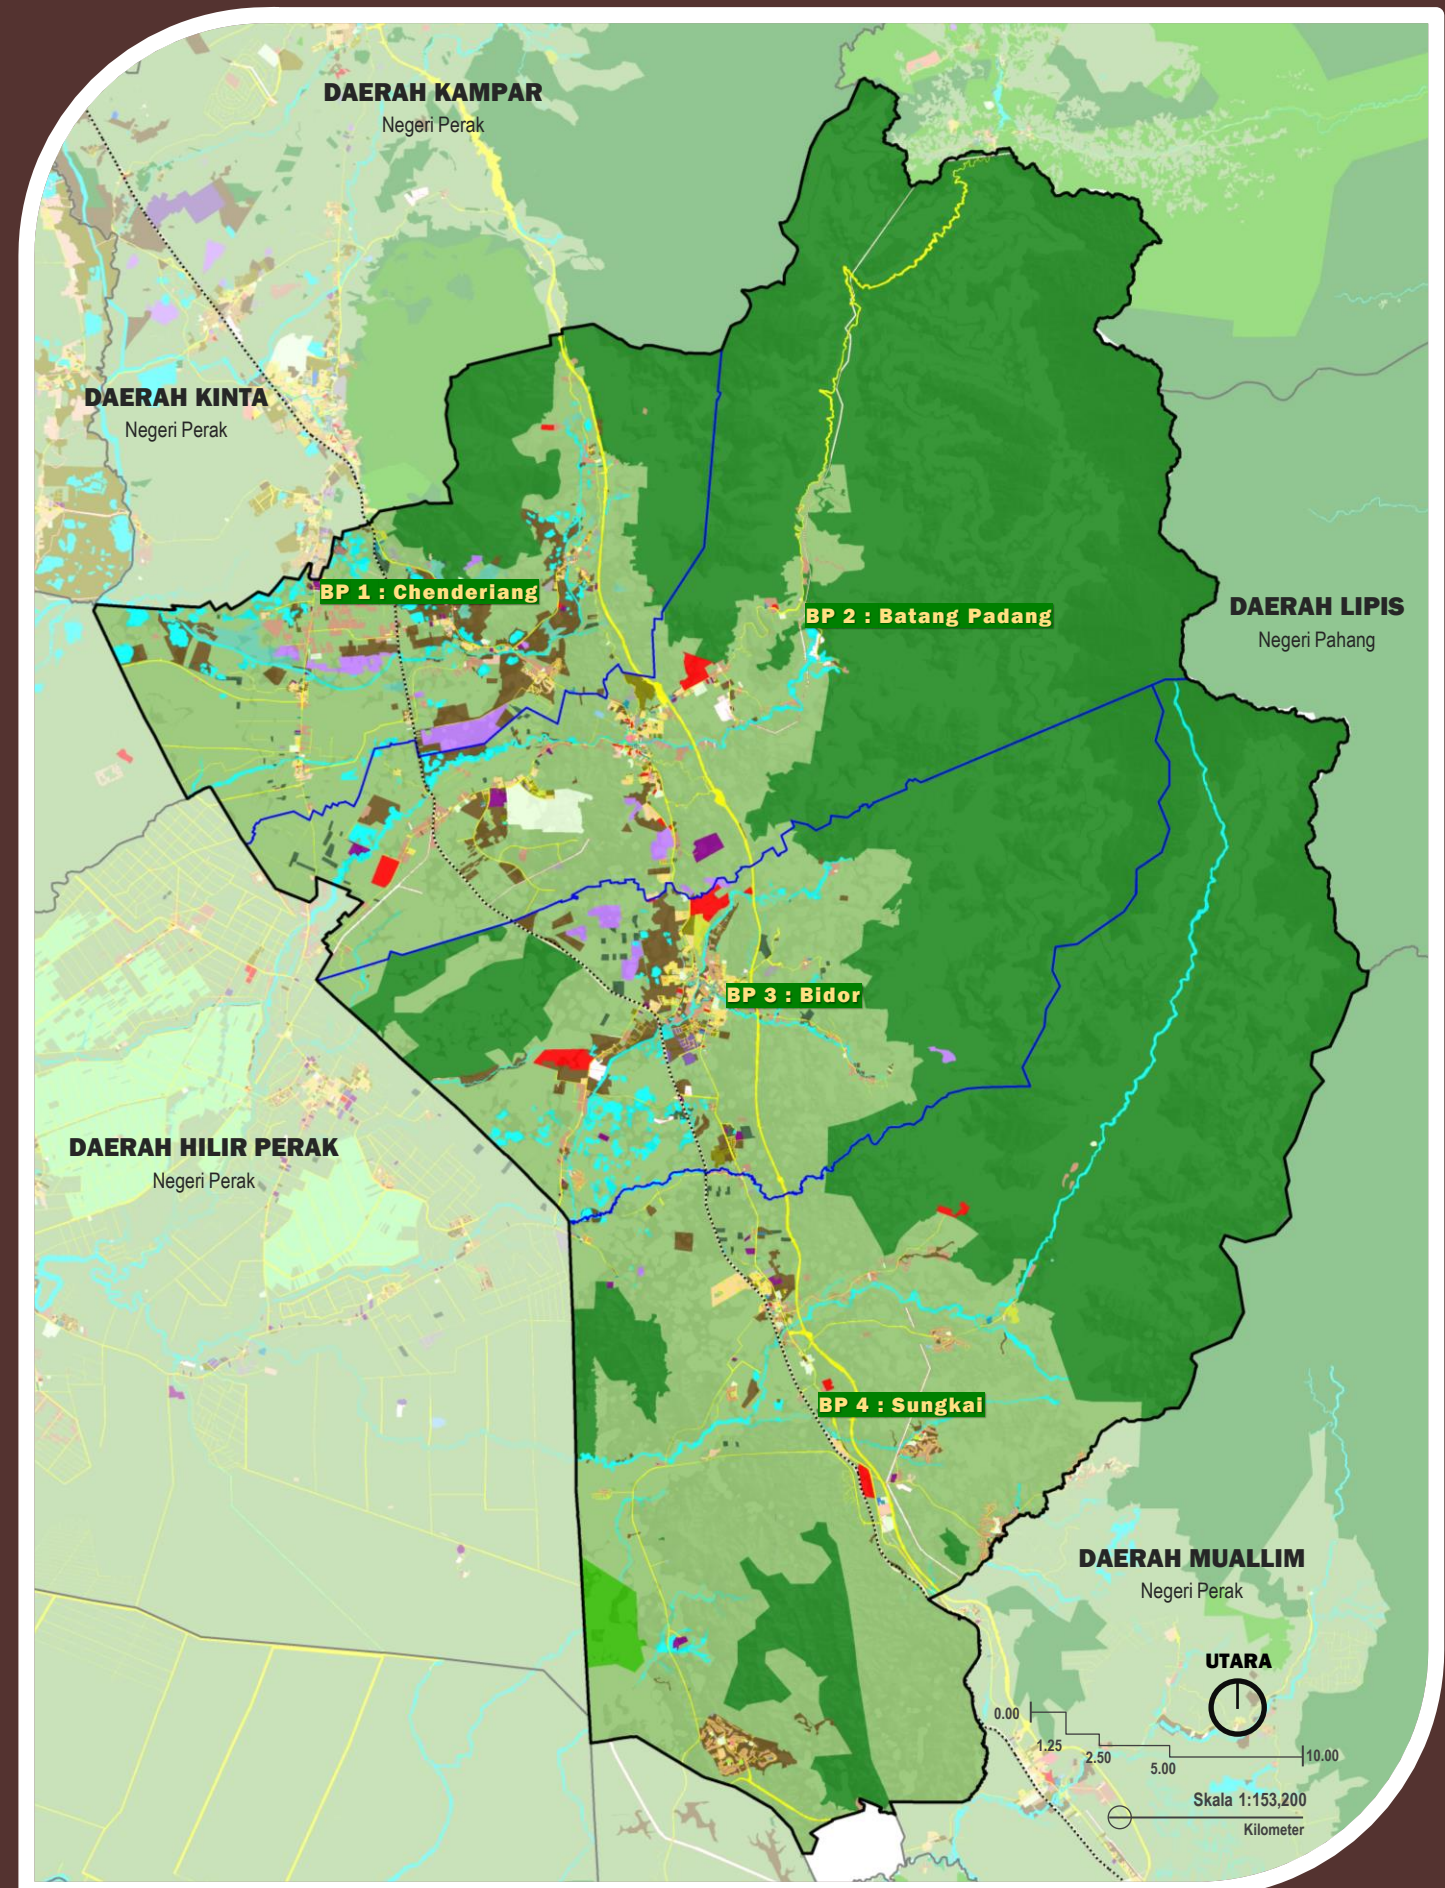 DAERAH KAMPAR
Negeri Perak
DAERAH KINTA
Negeri Perak
BP 1 : Chenderiang
BP 2 : Batang Padang
DAERAH LIPIS
Negeri Pahang
BP 3 : Bidor
DAERAH HILIR PERAK
Negeri Perak
BP 4 : Sungkai
DAERAH MUALLIM
Negeri Perak
UTARA
0.00
1.25
2.50
5.00
10.00
Skala 1:153,200
Kilometer